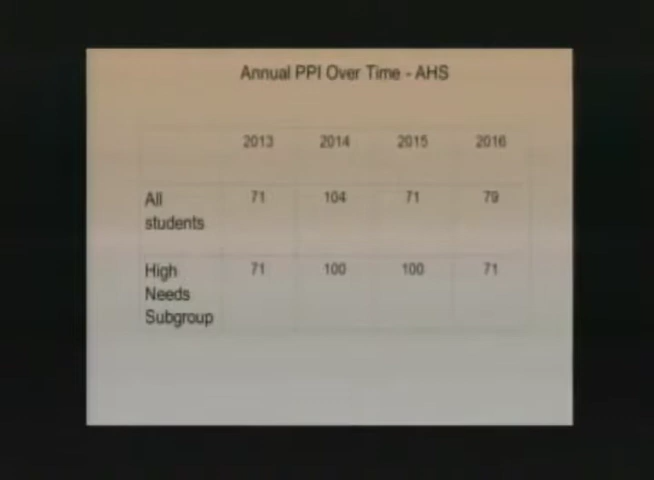 Annual PPI Over Time - AHS
2013 2014 2015 2016
All 71 104 71 79
students
High 71 100 100 71
Needs
Subgroup